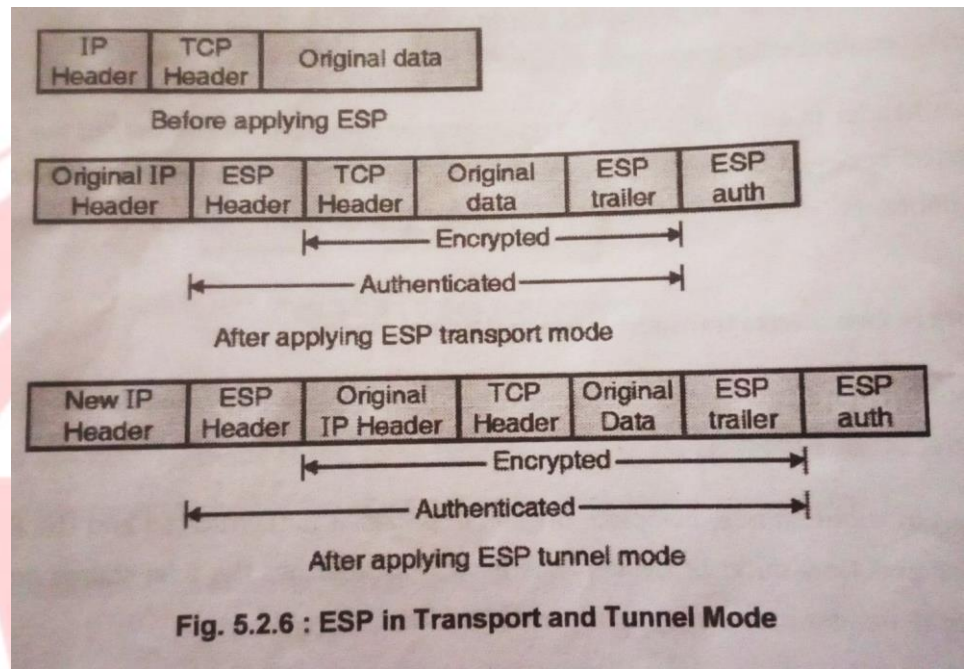 IP TCP Original data
Header Header
Before applying ESP
Original IP ESP TCP Original ESP ESP
Header Header Header data trailer auth
Encrypted
Authenticated
After applying ESP transport mode
New IP ESP Original TCP Original ESP ESP
Header Header IP Header Header Data trailer auth
Encrypted
Authenticated
After applying ESP tunnel mode
Fig. 5.2.6 : ESP in Transport and Tunnel Mode